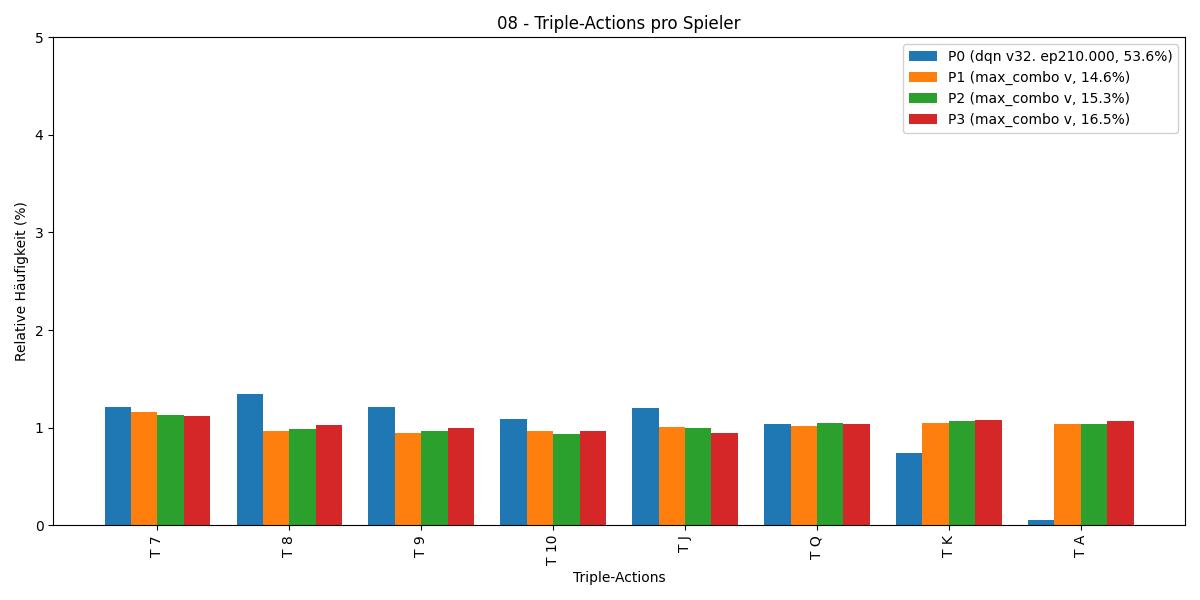 08 - Triple-Actions pro Spieler
Relative Häufigkeit (%)
5
4
3
2
1
0
P0 (dqn v32. ep210.000, 53.6%)
P1 (max_combo v, 14.6%)
P2 (max_combo v, 15.3%)
P3 (max_combo v, 16.5%)
T 7
T 8
T 9
T 10
T J
T Q
T K
T A
Triple-Actions